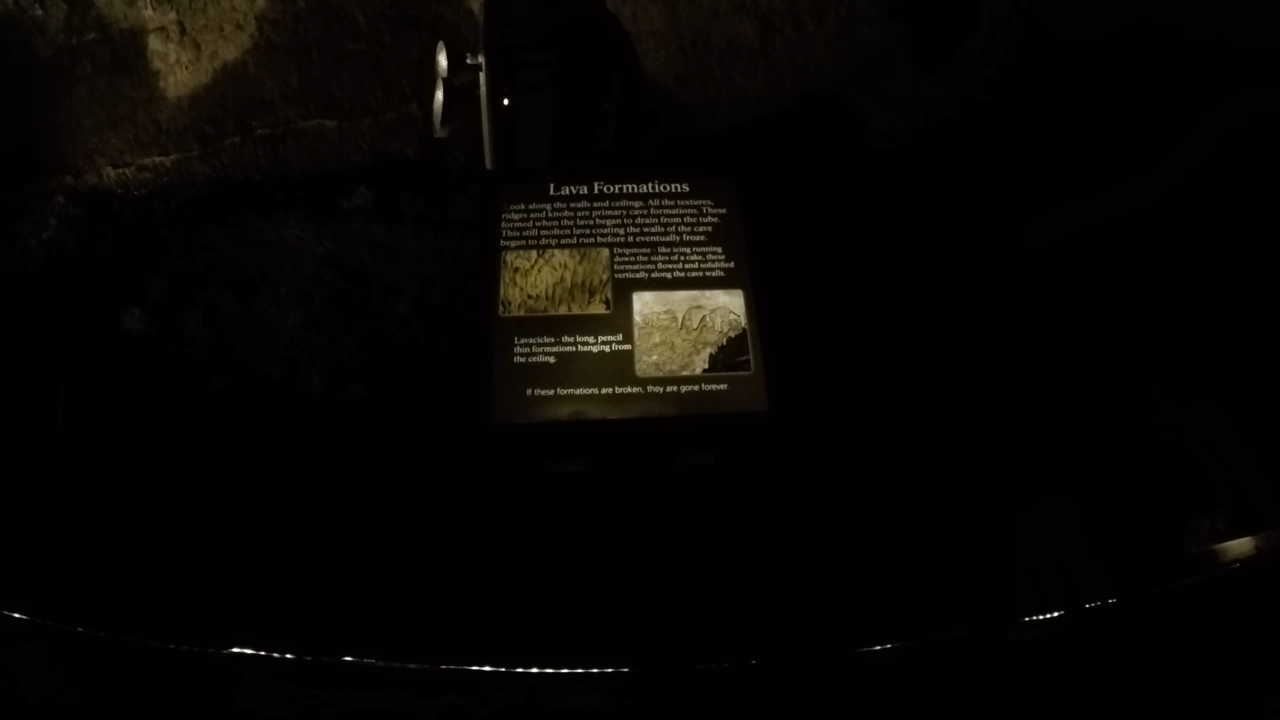 Lava Formations
ook along the walls and ceilings. All the textures,
ridges and knobs are primary cave formations. These
formed when the lava began to drain from the tube.
This still molten lava coating the walls of the cave
began to drip and run before it eventually froze.
Dripstone - like icing running
down the sides of a cake, these
formations flowed and solidified
vertically along the cave walls.
Lavacicles - the long, pencil
thin formations hanging from
the ceiling.
If these formations are broken, they are gone forever